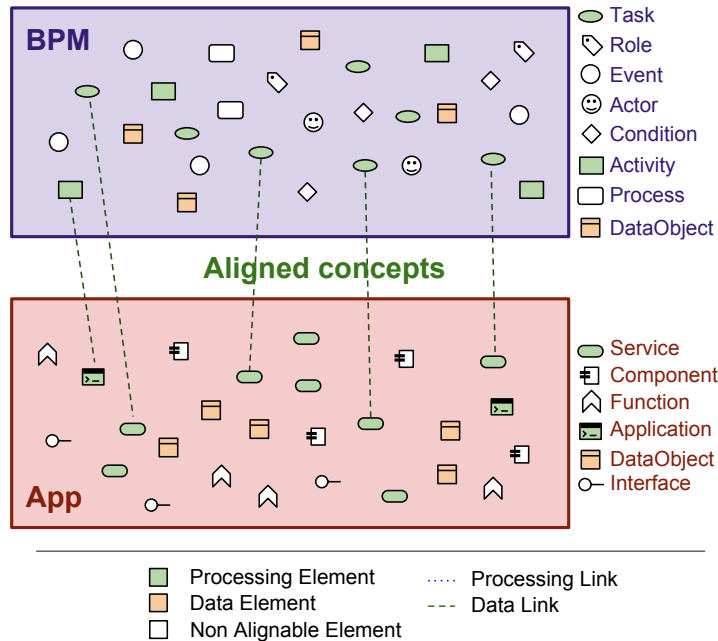 BPM
Task
Role
Event
Actor
Condition
Activity
Process
DataObject
Aligned concepts
App
Service
Component
Function
Application
DataObject
Interface
Processing Element
Data Element
Non Alignable Element
Processing Link
Data Link